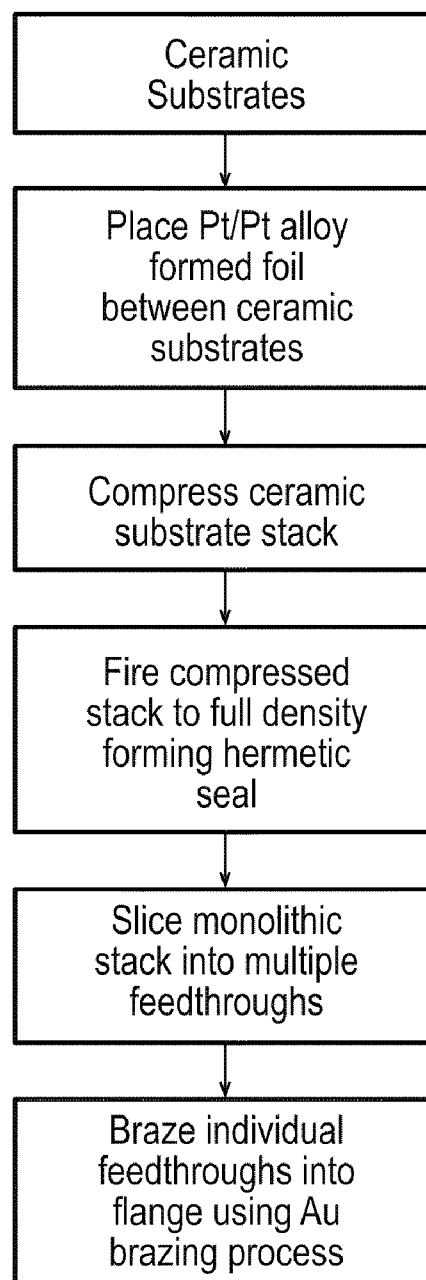 Ceramic
Substrates
Place Pt/Pt alloy
formed foil
between ceramic
substrates
Compress ceramic
substrate stack
Fire compressed
stack to full density
forming hermetic
seal
Slice monolithic
stack into multiple
feedthroughs
Braze individual
feedthroughs into
flange using Au
brazing process